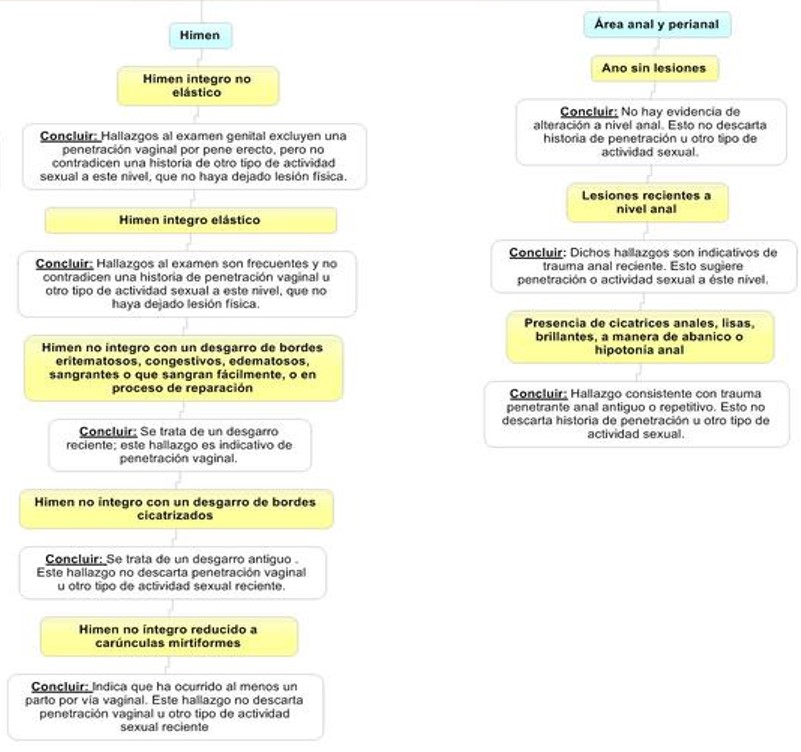 Himen
Himen integro no
elástico
Concluir: Hallazgos al examen genital excluyen una
penetración vaginal por pene erecto, pero no
contradicen una historia de otro tipo de actividad
sexual a este nivel, que no haya dejado lesión física.
Himen integro elástico
Concluir: Hallazgos al examen son frecuentes y no
contradicen una historia de penetración vaginal u
otro tipo de actividad sexual a este nivel, que no
haya dejado lesión física.
Himen no íntegro con un desgarro de bordes
eritematosos, congestivos, edematosos,
sangrantes o que sangran fácilmente, o en
proceso de reparación
Concluir: Se trata de un desgarro
reciente; este hallazgo es indicativo de
penetración vaginal.
Himen no íntegro con un desgarro de bordes
cicatrizados
Concluir: Se trata de un desgarro antiguo .
Este hallazgo no descarta penetración vaginal
u otro tipo de actividad sexual reciente.
Himen no íntegro reducido a
carúnculas mirtiformes
Concluir: Indica que ha ocurrido al menos un
parto por vía vaginal. Este hallazgo no descarta
penetración vaginal u otro tipo de actividad
sexual reciente
Área anal y perianal
Ano sin lesiones
Concluir: No hay evidencia de
alteración a nivel anal. Esto no descarta
historia de penetración u otro tipo de
actividad sexual.
Lesiones recientes a
nivel anal
Concluir: Dichos hallazgos son indicativos de
trauma anal reciente. Esto sugiere
penetración o actividad sexual a éste nivel.
Presencia de cicatrices anales, lisas,
brillantes, a manera de abanico o
hipotonía anal
Concluir: Hallazgo consistente con trauma
penetrante anal antiguo o repetitivo. Esto no
descarta historia de penetración u otro tipo de
actividad sexual.